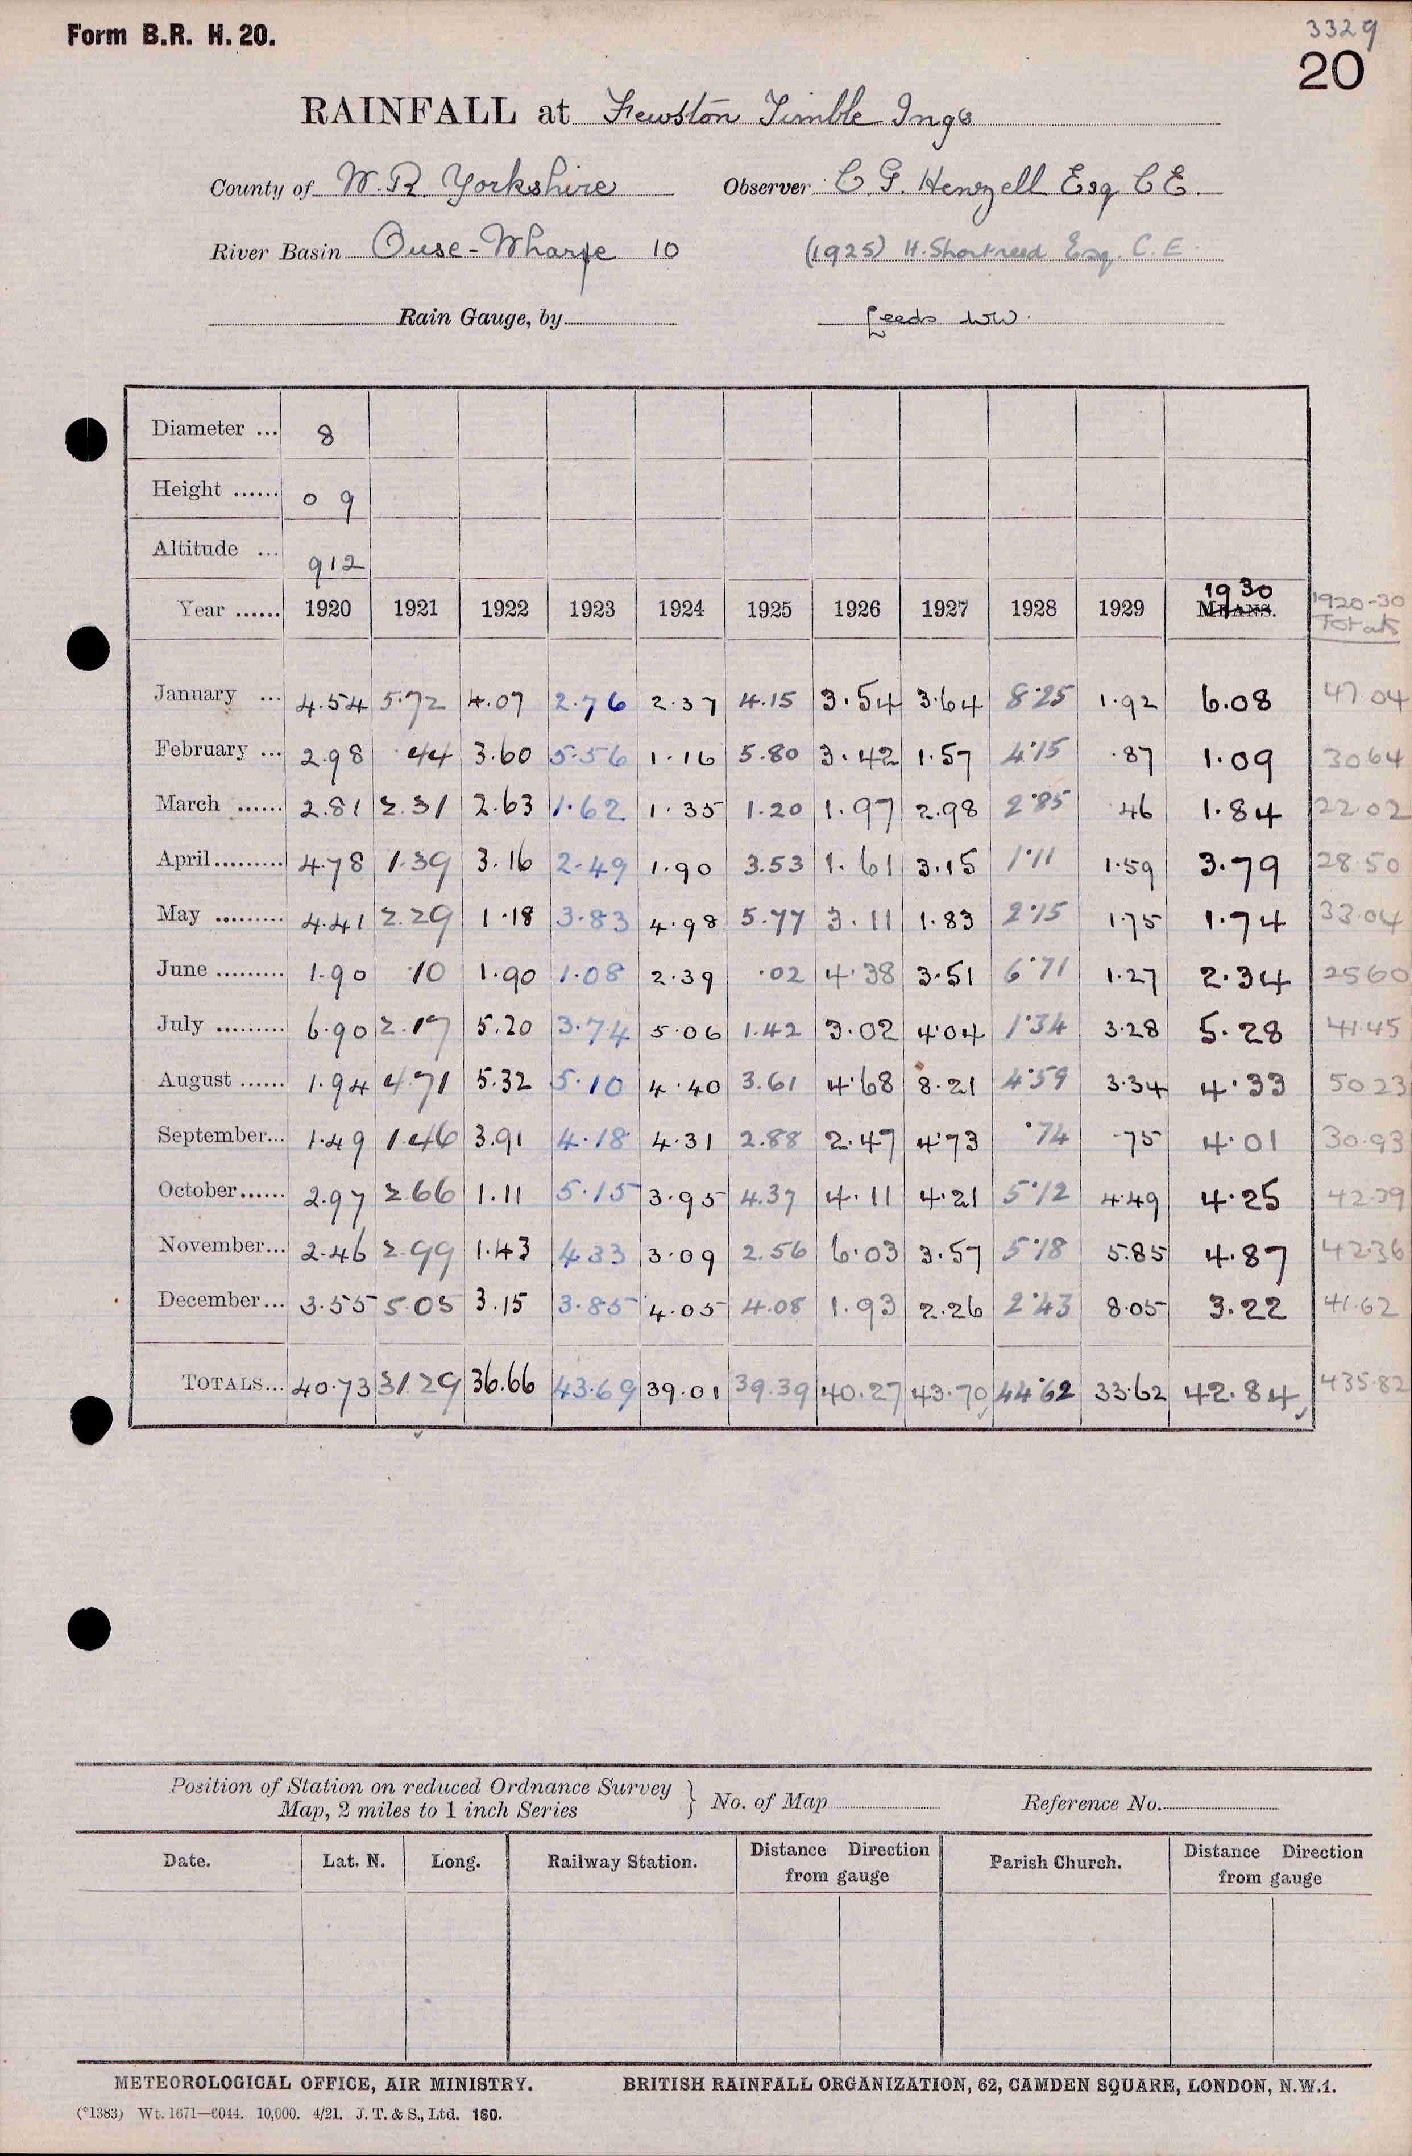 Form B.R. H. 20.
3329
20
RAINFALL at Fewston Timble Ings
County of W. R. Yorkshire Observer C. G. Henzell Esq C E.
River Basin Ouse-Wharfe 10 (1925) H. Shortreed Esq. C. E
Rain Gauge, by Leeds WW.
Diameter ... 8
Height ...... 0 9
Altitude ... 912
Year ...... 1920 1921 1922 1923 1924 1925 1926 1927 1928 1929 1930 MEANS. 1920-30 Totals
January ... 4.54 5.72 4.07 2.76 2.37 4.15 3.54 3.64 8.25 1.92 6.08 47.04
February ... 2.98 .44 3.60 5.56 1.16 5.80 3.42 1.57 4.15 .87 1.09 30.64
March ...... 2.81 2.31 2.63 1.62 1.35 1.20 1.97 2.98 2.85 .46 1.84 22.02
April......... 4.78 1.39 3.16 2.49 1.90 3.53 1.61 3.15 1.11 1.59 3.79 28.50
May ......... 4.41 2.29 1.18 3.83 4.98 5.77 3.11 1.83 2.15 1.75 1.74 33.04
June ......... 1.90 .10 1.90 1.08 2.39 .02 4.38 3.51 6.71 1.27 2.34 25.60
July ......... 6.90 2.17 5.20 3.74 5.06 1.42 3.02 4.04 1.34 3.28 5.28 41.45
August ...... 1.94 4.71 5.32 5.10 4.40 3.61 4.68 8.21 4.59 3.34 4.33 50.23
September... 1.49 1.46 3.91 4.18 4.31 2.88 2.47 4.73 .74 .75 4.01 30.93
October...... 2.97 2.66 1.11 5.15 3.95 4.37 4.11 4.21 5.12 4.49 4.25 42.39
November... 2.46 2.99 1.43 4.33 3.09 2.56 6.03 3.57 5.18 5.85 4.87 42.36
December... 3.55 5.05 3.15 3.85 4.05 4.08 1.93 2.26 2.43 8.05 3.22 41.62
TOTALS... 40.73 31.29 36.66 43.69 39.01 39.39 40.27 43.70 44.62 33.62 42.84 435.82
Position of Station on reduced Ordnance Survey
Map, 2 miles to 1 inch Series } No. of Map Reference No.
Date. Lat. N. Long. Railway Station. Distance Direction from gauge Parish Church. Distance Direction from gauge
METEOROLOGICAL OFFICE, AIR MINISTRY. BRITISH RAINFALL ORGANIZATION, 62, CAMDEN SQUARE, LONDON, N.W.1.
(*1383) Wt. 1671—6044. 10,000. 4/21. J. T. & S., Ltd. 160.